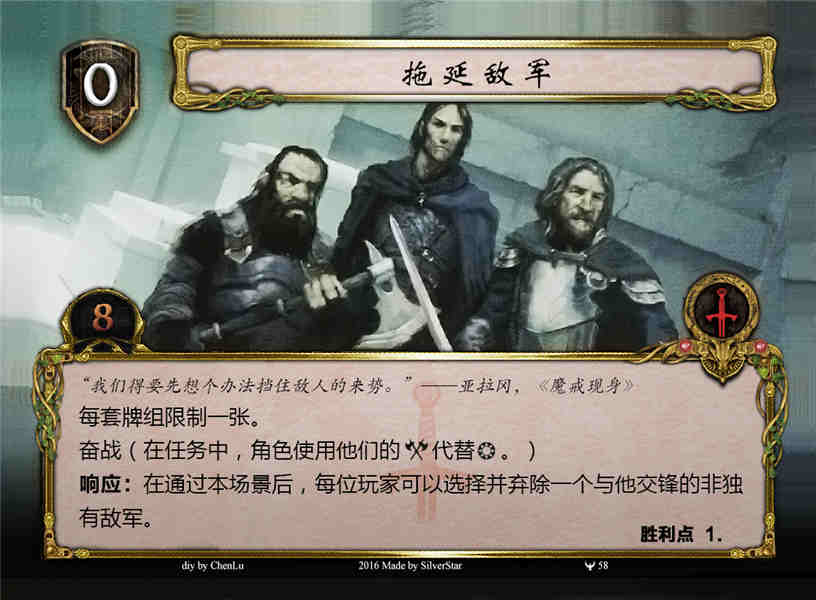 0
拖延敌军
8
“我们得要先想个办法挡住敌人的来势。”——亚拉冈，《魔戒现身》
每套牌组限制一张。
奋战（在任务中，角色使用他们的代替。）
响应：在通过本场景后，每位玩家可以选择并弃除一个与他交锋的非独
有敌军。
胜利点 1.
diy by ChenLu 2016 Made by SilverStar 58